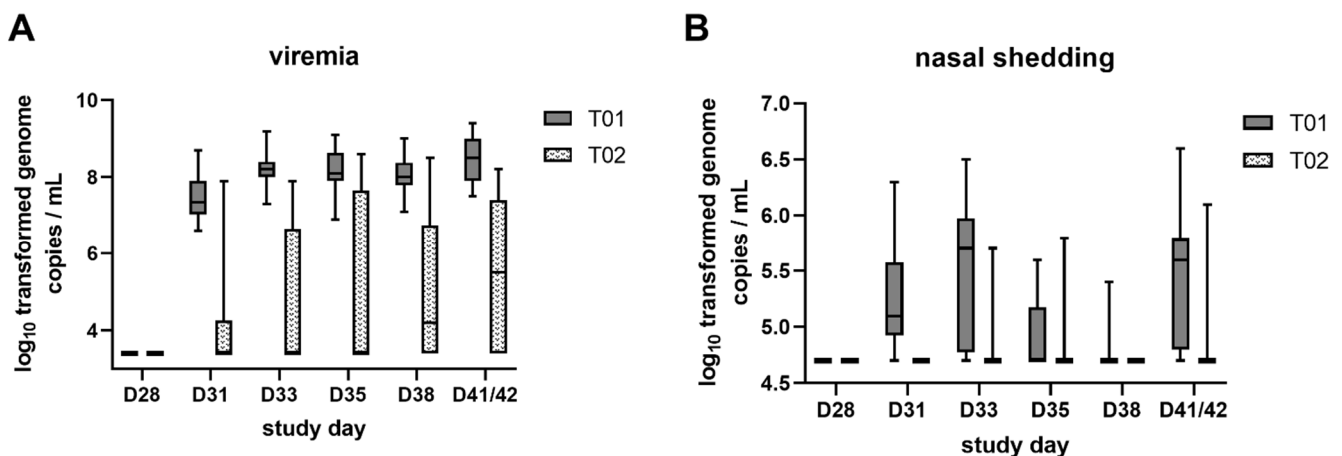 A
viremia
log10 transformed genome
copies / mL
10
8
6
4
D28 D31 D33 D35 D38 D41/42
study day
T01
T02
B
nasal shedding
log10 transformed genome
copies / mL
7.0
6.5
6.0
5.5
5.0
4.5
D28 D31 D33 D35 D38 D41/42
study day
T01
T02